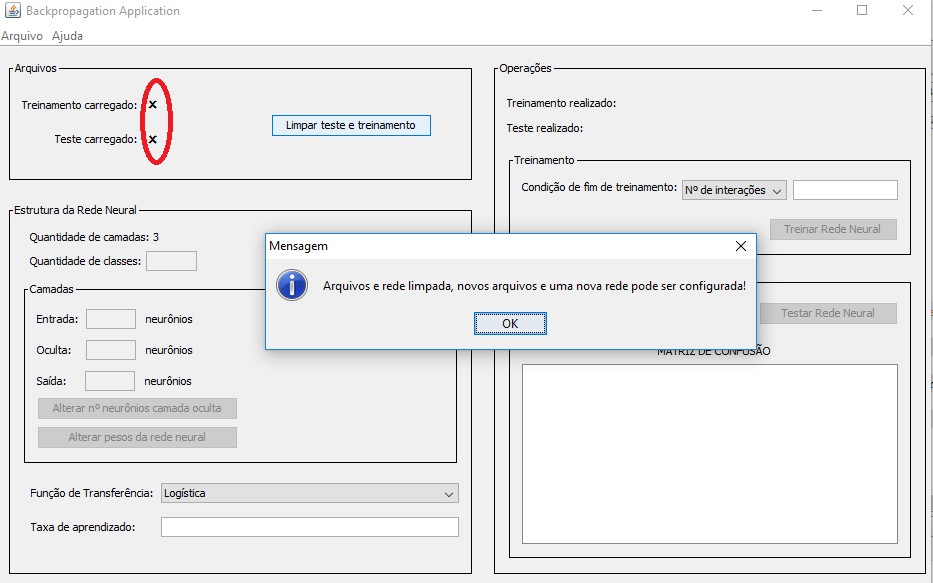 Backpropagation Application
Arquivo Ajuda
Arquivos
Treinamento carregado: x
Teste carregado: x
Limpar teste e treinamento
Estrutura da Rede Neural
Quantidade de camadas: 3
Quantidade de classes:
Camadas
Entrada: neurônios
Oculta: neurônios
Saída: neurônios
Alterar nº neurônios camada oculta
Alterar pesos da rede neural
Função de Transferência: Logística
Taxa de aprendizado:
Operações
Treinamento realizado:
Teste realizado:
Treinamento
Condição de fim de treinamento: Nº de interações
Treinar Rede Neural
Mensagem
Arquivos e rede limpada, novos arquivos e uma nova rede pode ser configurada!
OK
Testar Rede Neural
MATRIZ DE CONFUSÃO